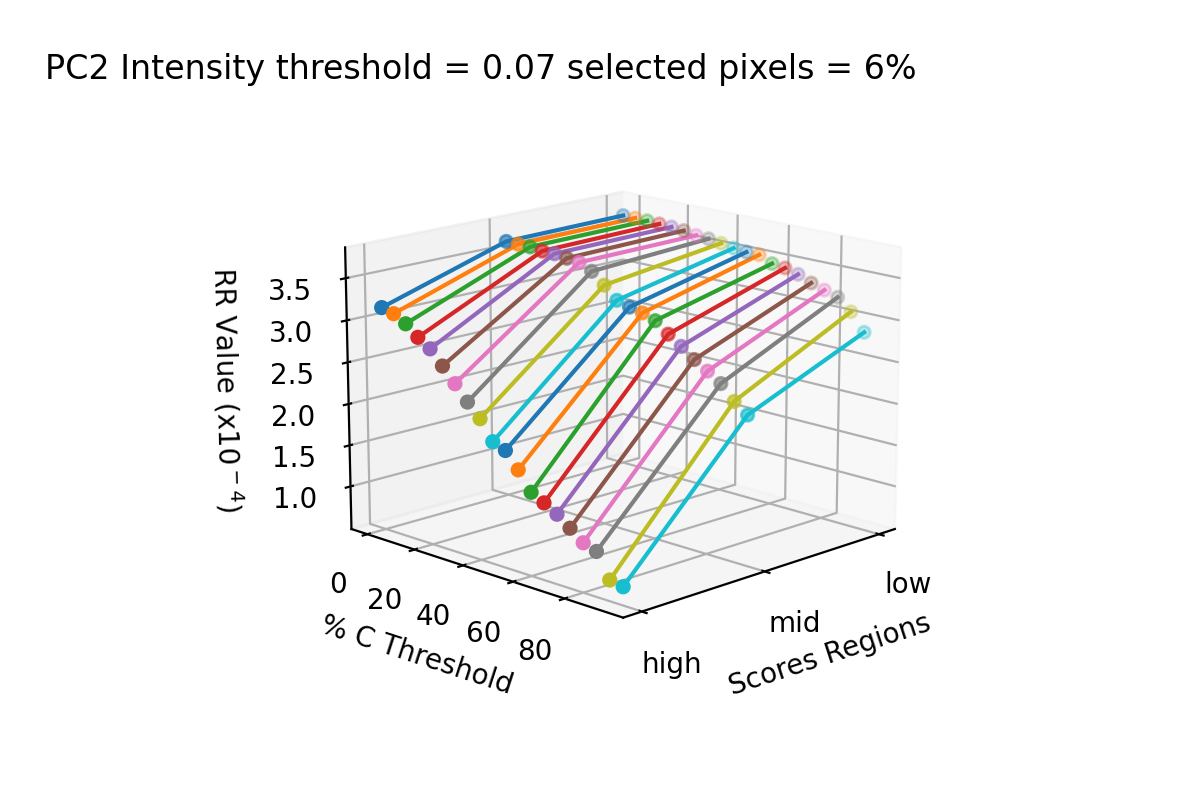 PC2 Intensity threshold = 0.07 selected pixels = 6%
RR Value (x10⁻⁴)
3.5
3.0
2.5
2.0
1.5
1.0
0
20
40
60
80
% C Threshold
high
mid
low
Scores Regions